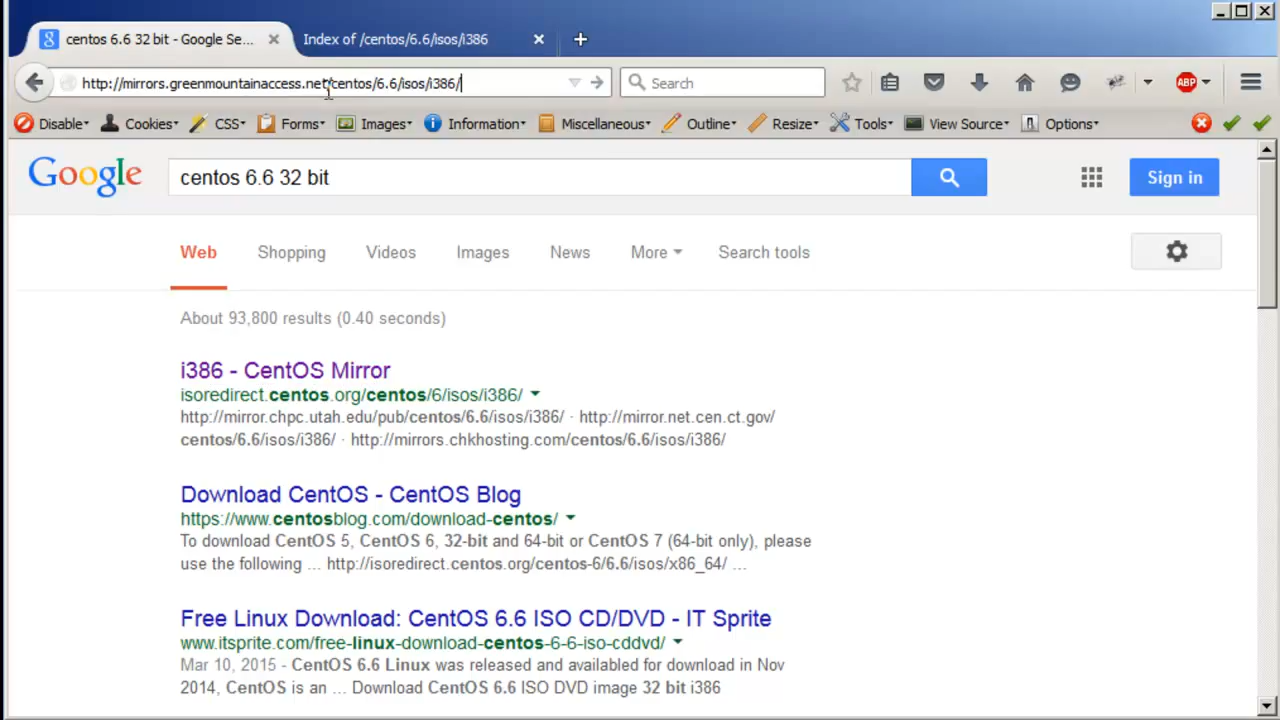 centos 6.6 32 bit - Google Se...
Index of /centos/6.6/isos/i386
http://mirrors.greenmountainaccess.net/centos/6.6/isos/i386/
Search
ABP
Disable
Cookies
CSS
Forms
Images
Information
Miscellaneous
Outline
Resize
Tools
View Source
Options
Google
centos 6.6 32 bit
Sign in
Web
Shopping
Videos
Images
News
More
Search tools
About 93,800 results (0.40 seconds)
i386 - CentOS Mirror
isoredirect.centos.org/centos/6/isos/i386/
http://mirror.chpc.utah.edu/pub/centos/6.6/isos/i386/ · http://mirror.net.cen.ct.gov/
centos/6.6/isos/i386/ · http://mirrors.chkhosting.com/centos/6.6/isos/i386/
Download CentOS - CentOS Blog
https://www.centosblog.com/download-centos/
To download CentOS 5, CentOS 6, 32-bit and 64-bit or CentOS 7 (64-bit only), please
use the following ... http://isoredirect.centos.org/centos-6/6.6/isos/x86_64/ ...
Free Linux Download: CentOS 6.6 ISO CD/DVD - IT Sprite
www.itsprite.com/free-linux-download-centos-6-6-iso-cddvd/
Mar 10, 2015 - CentOS 6.6 Linux was released and available for download in Nov
2014, CentOS is an ... Download CentOS 6.6 ISO DVD image 32 bit i386